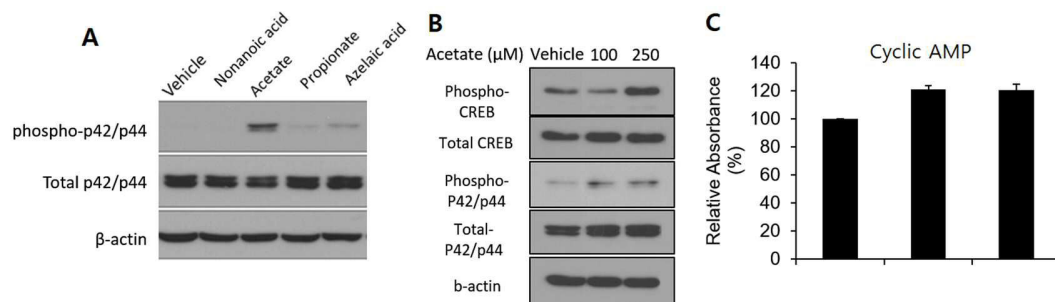 A
Vehicle
Nonanoic acid
Acetate
Propionate
Azelaic acid
phospho-p42/p44
Total p42/p44
β-actin
B
Acetate (μM) Vehicle 100 250
Phospho-
CREB
Total CREB
Phospho-
P42/p44
Total-
P42/p44
b-actin
C
Cyclic AMP
Relative Absorbance
(%)
140
120
100
80
60
40
20
0